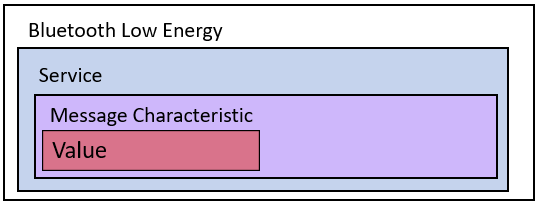 Bluetooth Low Energy
Service
Message Characteristic
Value